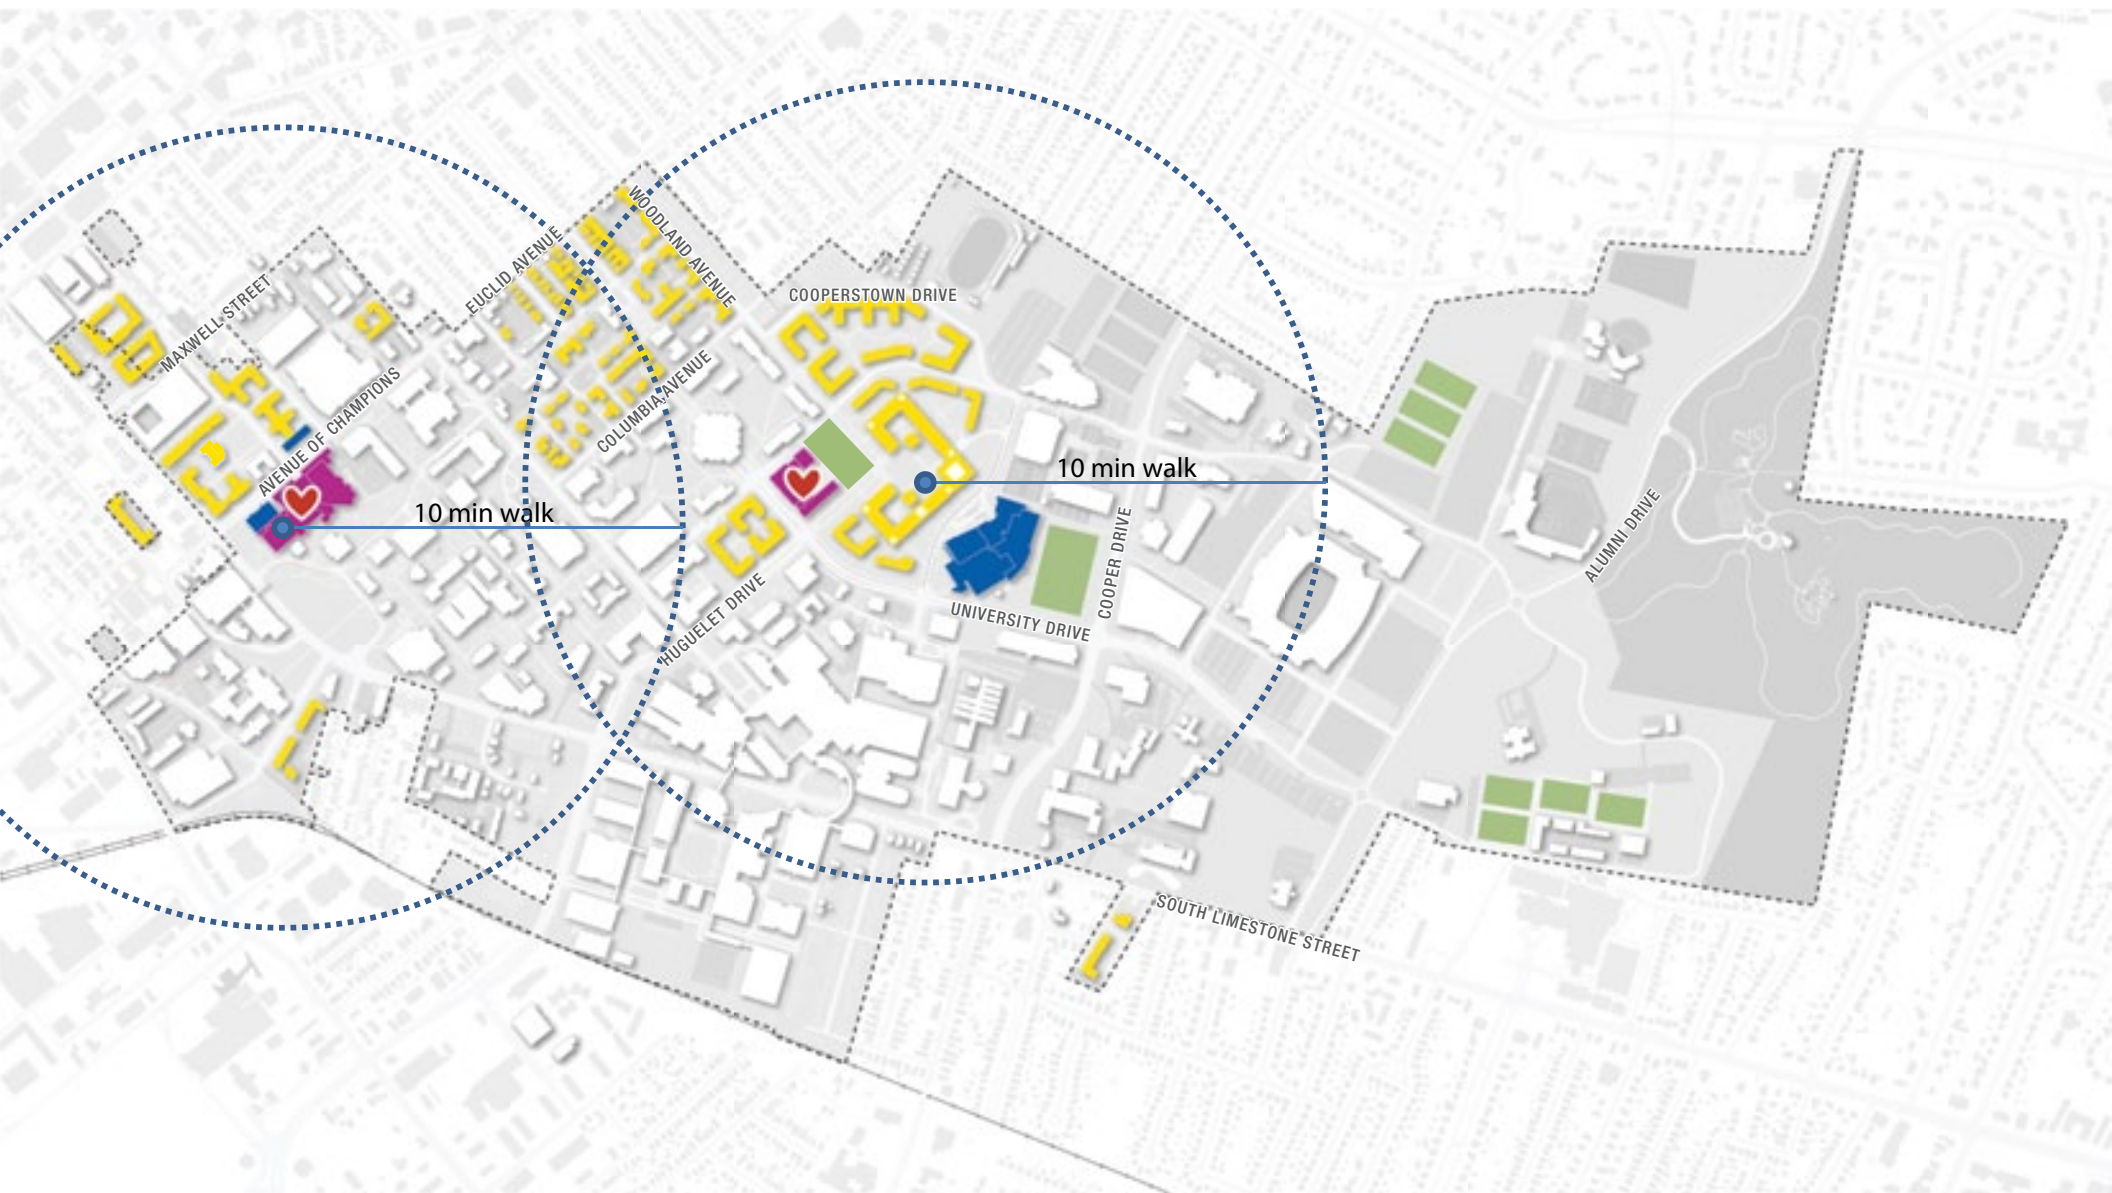 WOODLAND AVENUE
EUCLID AVENUE
MAXWELL STREET
COOPERSTOWN DRIVE
COLUMBIA AVENUE
AVENUE OF CHAMPIONS
10 min walk
10 min walk
ALUMNI DRIVE
COOPER DRIVE
HUGUELET DRIVE
UNIVERSITY DRIVE
SOUTH LIMESTONE STREET